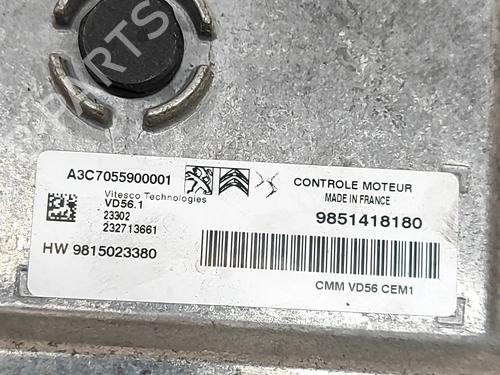 A3C7055900001
Vitesco Technologies
VD56.1
23302
232713661
HW 9815023380
CONTROLE MOTEUR
MADE IN FRANCE
9851418180
CMM VD56 CEM1
PARTS